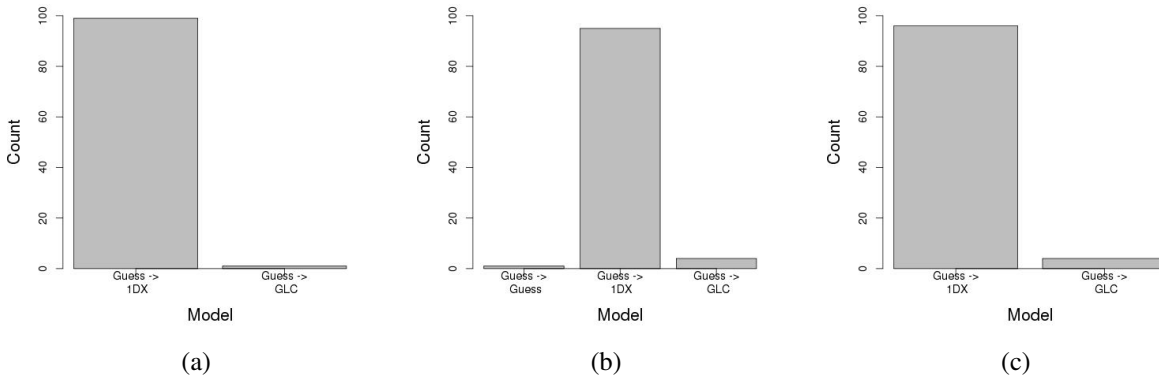 Count
100
80
60
40
20
0
Guess ->
1DX
Guess ->
GLC
Model
(a)
Count
100
80
60
40
20
0
Guess ->
Guess
Guess ->
1DX
Guess ->
GLC
Model
(b)
Count
100
80
60
40
20
0
Guess ->
1DX
Guess ->
GLC
Model
(c)